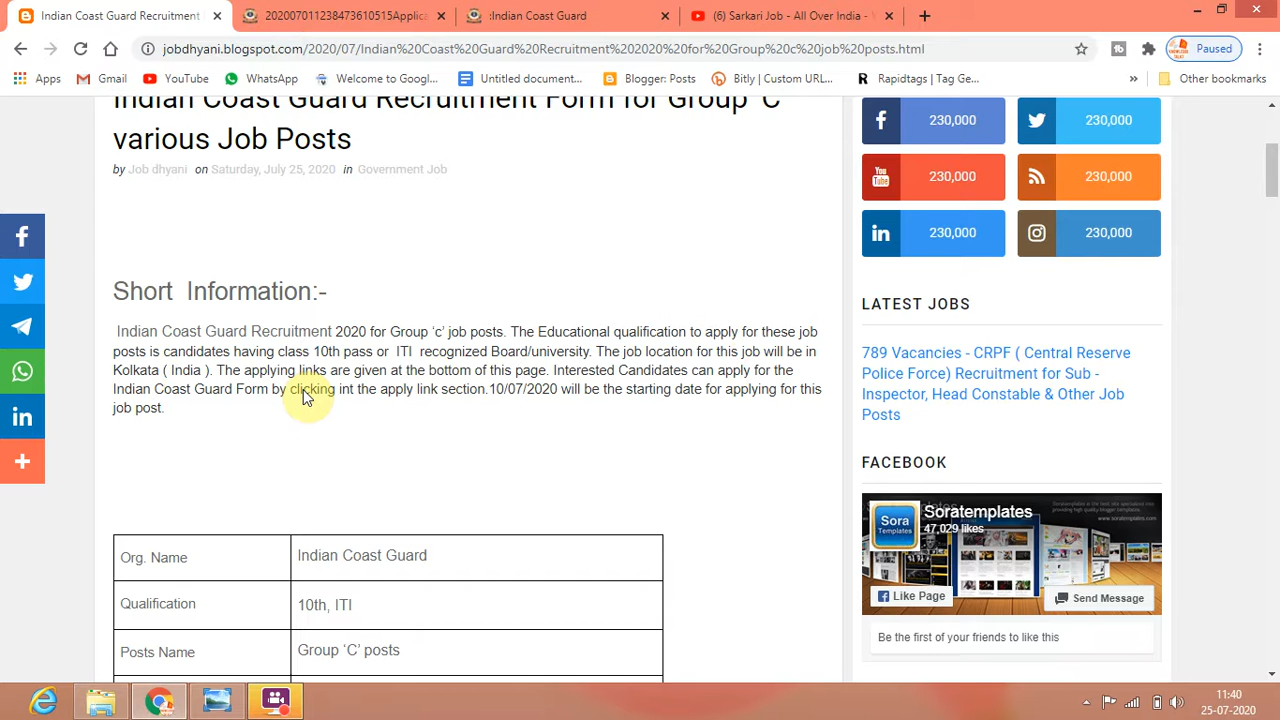 Indian Coast Guard Recruitment
20200701123847361051 5Applica
:Indian Coast Guard
(6) Sarkari Job - All Over India -
jobdhyani.blogspot.com/2020/07/Indian%20Coast%20Guard%20Recruitment%202020%20for%20Group%20c%20job%20posts.html
Paused
Apps
Gmail
YouTube
WhatsApp
Welcome to Googl...
Untitled document...
Blogger: Posts
Bitly | Custom URL...
Rapidtags | Tag Ge...
»
Other bookmarks
Indian Coast Guard Recruitment Form for Group 'C'
various Job Posts
by Job dhyani on Saturday, July 25, 2020 in Government Job
Short Information:-
Indian Coast Guard Recruitment 2020 for Group ‘c’ job posts. The Educational qualification to apply for these job
posts is candidates having class 10th pass or ITI recognized Board/university. The job location for this job will be in
Kolkata ( India ). The applying links are given at the bottom of this page. Interested Candidates can apply for the
Indian Coast Guard Form by clicking int the apply link section.10/07/2020 will be the starting date for applying for this
job post.
Org. Name
Indian Coast Guard
Qualification
10th, ITI
Posts Name
Group ‘C’ posts
230,000
230,000
You
Tube
230,000
230,000
230,000
230,000
LATEST JOBS
789 Vacancies - CRPF ( Central Reserve
Police Force) Recruitment for Sub -
Inspector, Head Constable & Other Job
Posts
FACEBOOK
Sora
Templates
Soratemplates
47,029 likes
Like Page
Send Message
Be the first of your friends to like this
11:40
25-07-2020